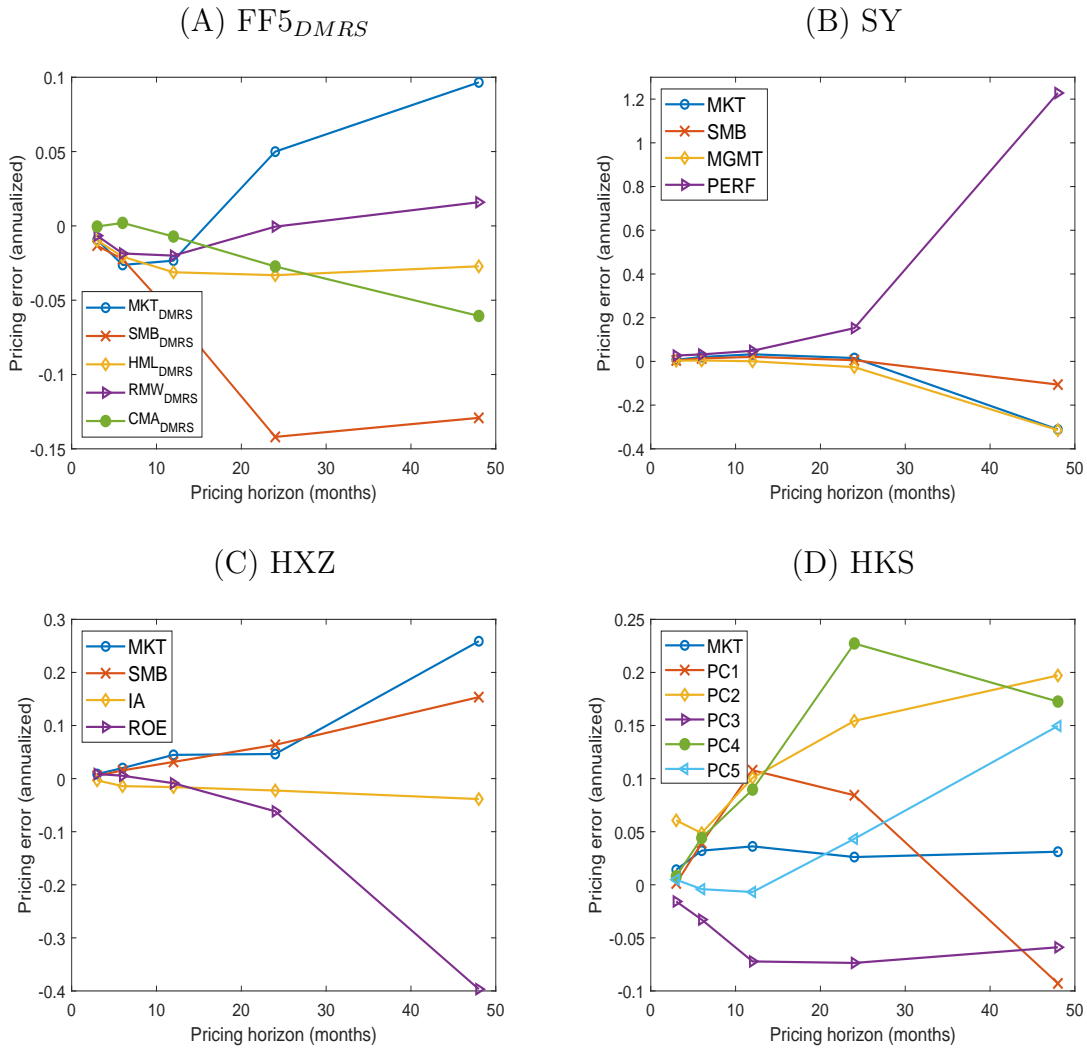 (A) FF5DMRS
0.1
0.05
0
-0.05
-0.1
-0.15
Pricing error (annualized)
MKTDMRS
SMBDMRS
HMLDMRS
RMWDMRS
CMADMRS
0 10 20 30 40 50
Pricing horizon (months)
(B) SY
1.2
1
0.8
0.6
0.4
0.2
0
-0.2
-0.4
Pricing error (annualized)
MKT
SMB
MGMT
PERF
0 10 20 30 40 50
Pricing horizon (months)
(C) HXZ
0.3
0.2
0.1
0
-0.1
-0.2
-0.3
-0.4
Pricing error (annualized)
MKT
SMB
IA
ROE
0 10 20 30 40 50
Pricing horizon (months)
(D) HKS
0.25
0.2
0.15
0.1
0.05
0
-0.05
-0.1
Pricing error (annualized)
MKT
PC1
PC2
PC3
PC4
PC5
0 10 20 30 40 50
Pricing horizon (months)